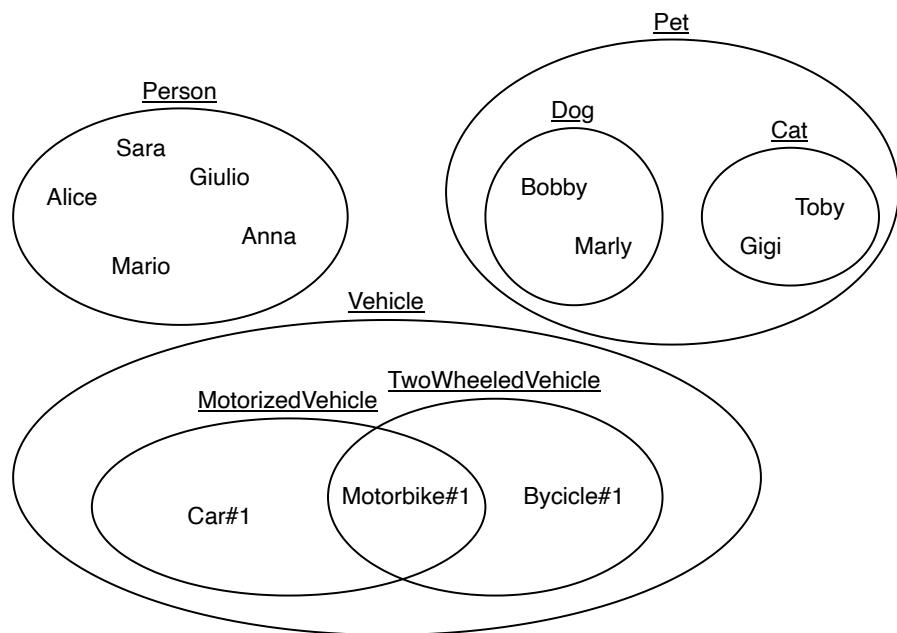 Pet
Person
Dog
Cat
Sara
Giulio
Alice
Anna
Mario
Bobby
Marly
Toby
Gigi
Vehicle
TwoWheeledVehicle
MotorizedVehicle
Car#1
Motorbike#1
Bycicle#1